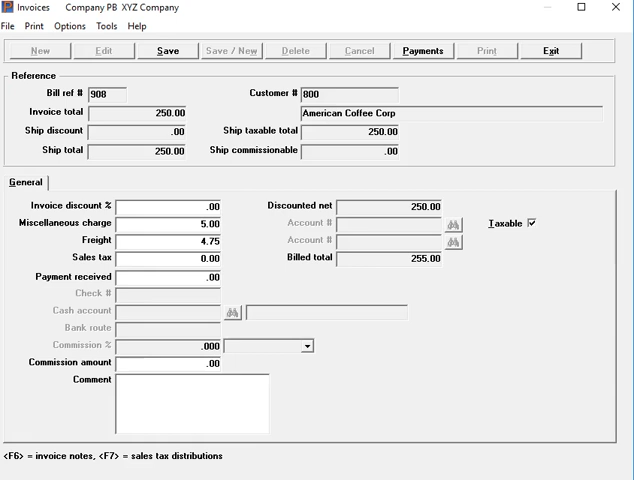 Invoices Company PB XYZ Company
File Print Options Tools Help
New Edit Save Save / New Delete Cancel Payments Print Exit
Reference
Bill ref # 908 Customer # 800
Invoice total 250.00 American Coffee Corp
Ship discount .00 Ship taxable total 250.00
Ship total 250.00 Ship commissionable .00
General
Invoice discount % .00 Discounted net 250.00
Miscellaneous charge 5.00 Account # Taxable
Freight 4.75 Account #
Sales tax 0.00 Billed total 255.00
Payment received .00
Check #
Cash account
Bank route
Commission % .000
Commission amount .00
Comment
<F6> = invoice notes, <F7> = sales tax distributions